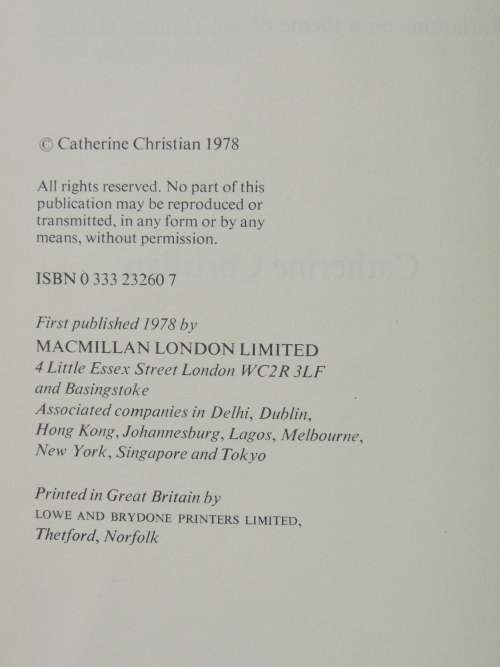 © Catherine Christian 1978
All rights reserved. No part of this
publication may be reproduced or
transmitted, in any form or by any
means, without permission.
ISBN 0 333 23260 7
First published 1978 by
MACMILLAN LONDON LIMITED
4 Little Essex Street London WC2R 3LF
and Basingstoke
Associated companies in Delhi, Dublin,
Hong Kong, Johannesburg, Lagos, Melbourne,
New York, Singapore and Tokyo
Printed in Great Britain by
LOWE AND BRYDONE PRINTERS LIMITED,
Thetford, Norfolk